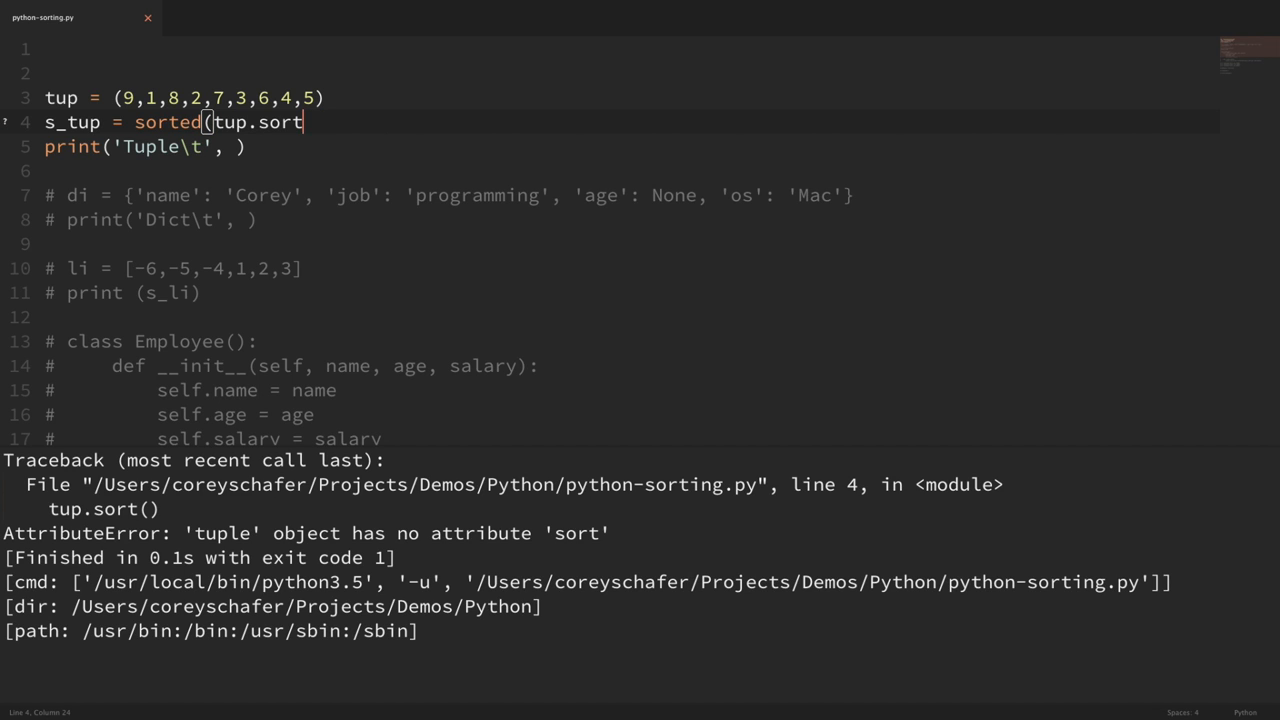 python-sorting.py ×
1
2
3 tup = (9,1,8,2,7,3,6,4,5)
? 4 s_tup = sorted(tup.sort
5 print('Tuple\t', )
6
7 # di = {'name': 'Corey', 'job': 'programming', 'age': None, 'os': 'Mac'}
8 # print('Dict\t', )
9
10 # li = [-6,-5,-4,1,2,3]
11 # print (s_li)
12
13 # class Employee():
14 #     def __init__(self, name, age, salary):
15 #         self.name = name
16 #         self.age = age
17 #         self.salary = salary
Traceback (most recent call last):
  File "/Users/coreyschafer/Projects/Demos/Python/python-sorting.py", line 4, in <module>
    tup.sort()
AttributeError: 'tuple' object has no attribute 'sort'
[Finished in 0.1s with exit code 1]
[cmd: ['/usr/local/bin/python3.5', '-u', '/Users/coreyschafer/Projects/Demos/Python/python-sorting.py']]
[dir: /Users/coreyschafer/Projects/Demos/Python]
[path: /usr/bin:/bin:/usr/sbin:/sbin]
Line 4, Column 24 Spaces: 4 Python